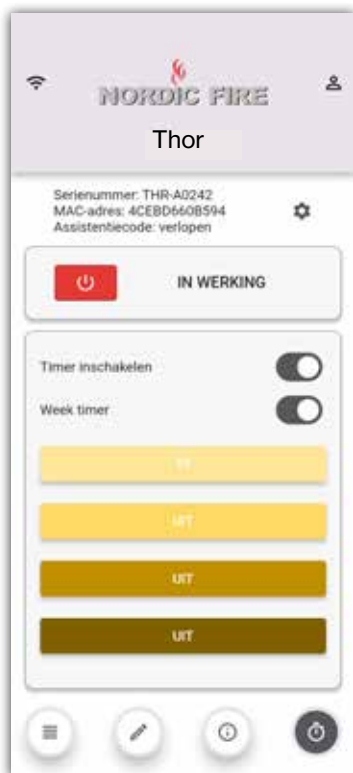 NORDIC FIRE
Thor
Serienummer: THR-A0242
MAC-adres: 4CEBD660B594
Assistentiecode: verlopen
IN WERKING
Timer inschakelen
Week timer
UIT
UIT
UIT